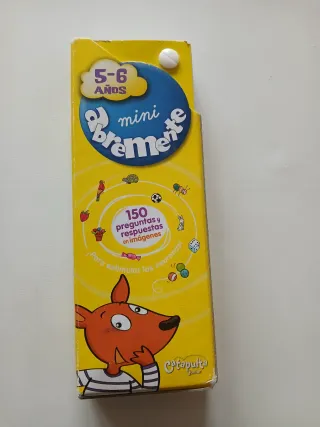 5-6
AÑOS
mini
abremente
150
preguntas y
respuestas
en imágenes
Catapulta